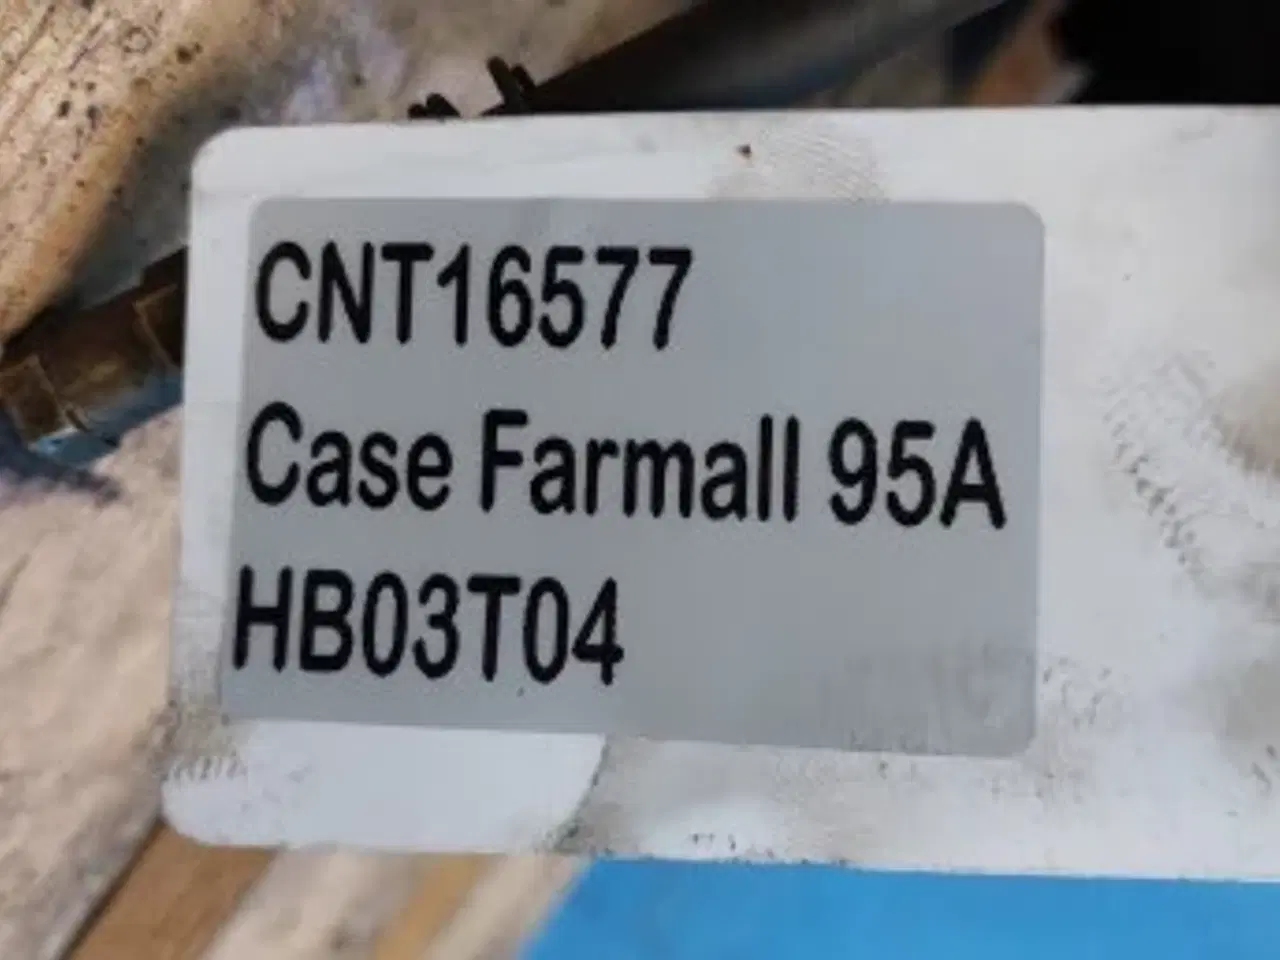 CNT16577
Case Farmall 95A
HB03T04